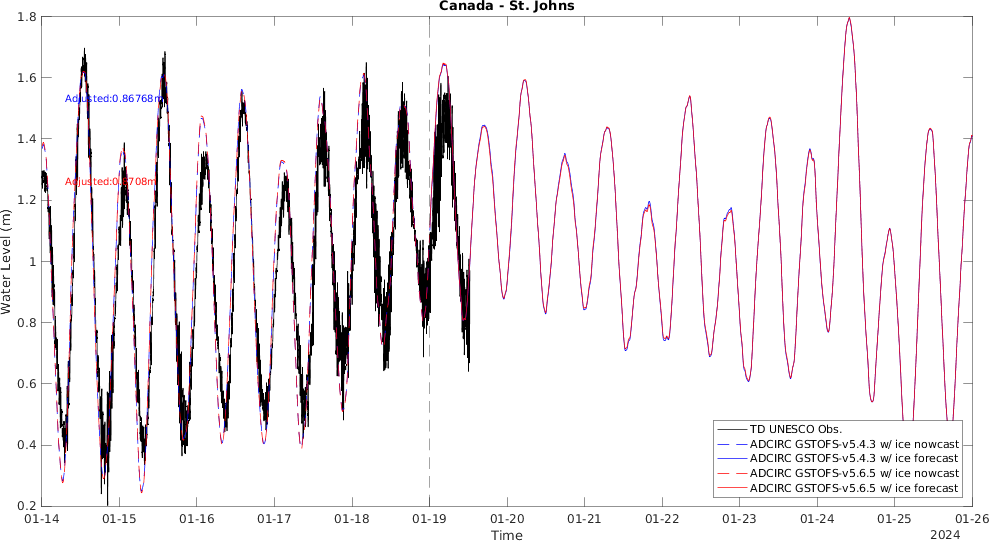 Canada - St. Johns
1.8
1.6
1.4
1.2
1
0.8
0.6
0.4
0.2
Water Level (m)
Adjusted:0.86768m
TD UNESCO Obs.
ADCIRC GSTOFS-v5.4.3 w/ ice nowcast
ADCIRC GSTOFS-v5.4.3 w/ ice forecast
ADCIRC GSTOFS-v5.6.5 w/ ice nowcast
ADCIRC GSTOFS-v5.6.5 w/ ice forecast
01-14 01-15 01-16 01-17 01-18 01-19 01-20 01-21 01-22 01-23 01-24 01-25 01-26
Time
2024